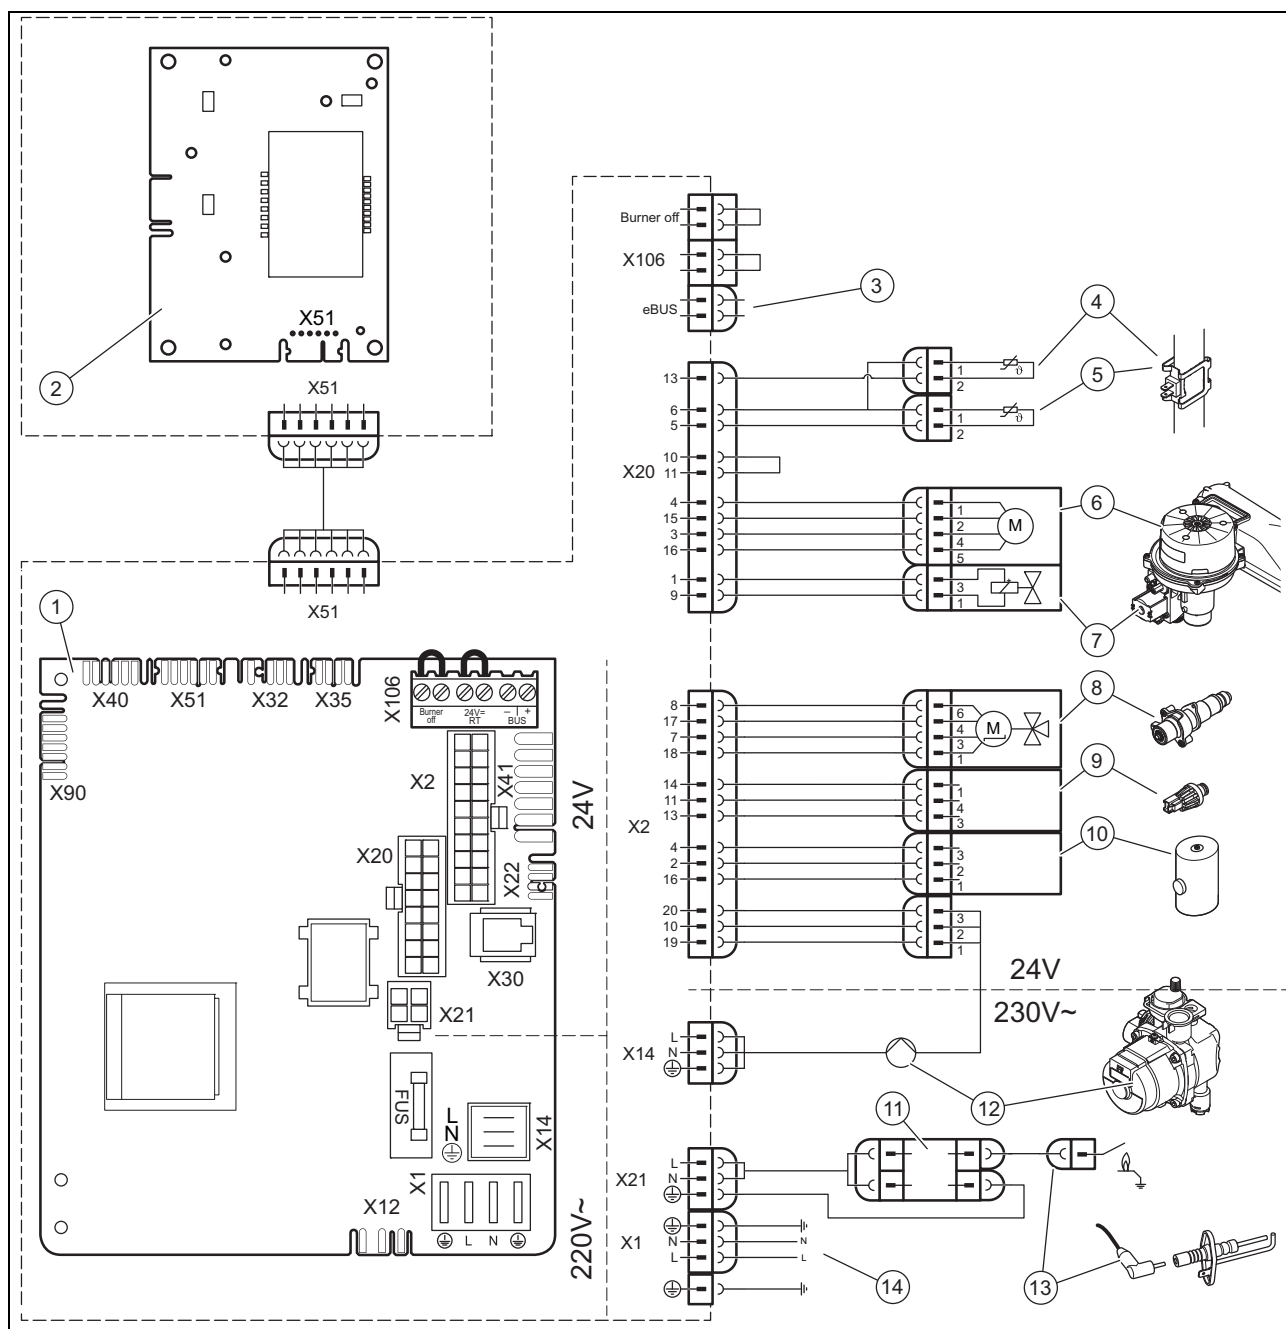 X51
2
X51
X51
1
X40
X51
X32
X35
X106
Burner
off
24V=
RT
–
+
BUS
X90
X2
X41
X20
X22
X30
X21
24V
FUS
L
N
X14
X1
X12
L
N
220V~
Burner off
X106
eBUS
3
13
6
5
10
X20
11
4
15
3
16
1
9
1
2
1
2
ϑ
ϑ
4
5
1
2
4
5
M
6
3
1
7
8
17
7
18
14
11
13
X2
4
2
16
20
10
19
6
4
3
1
M
8
1
4
3
9
3
2
1
10
3
2
1
24V
230V~
X14
L
N
12
11
X21
L
N
X1
N
L
N
L
14
13